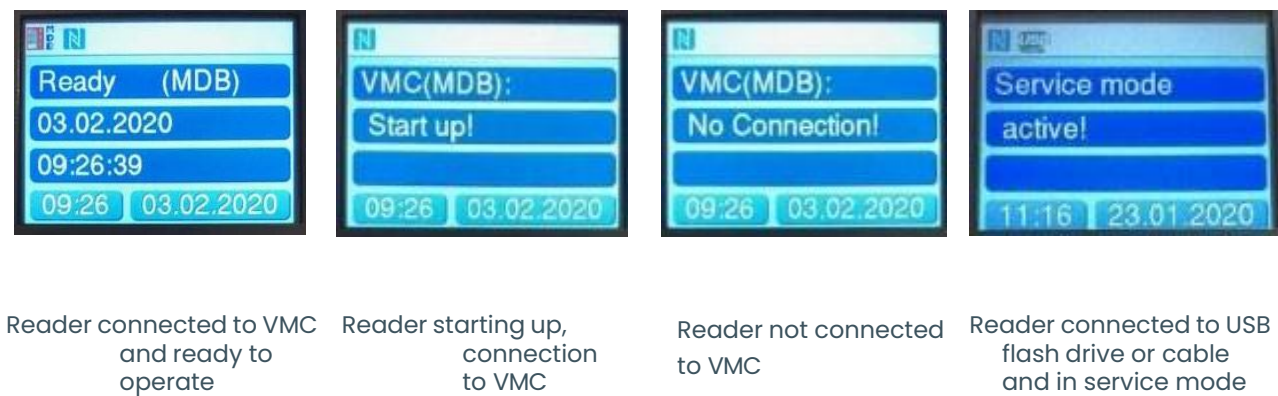 Ready (MDB)
03.02.2020
09:26:39
09:26 03.02.2020
VMC(MDB):
Start up!
09:26 03.02.2020
VMC(MDB):
No Connection!
09:26 03.02.2020
USB
Service mode
active!
11:16 23.01.2020
Reader connected to VMC
and ready to
operate
Reader starting up,
connection
to VMC
Reader not connected
to VMC
Reader connected to USB
flash drive or cable
and in service mode